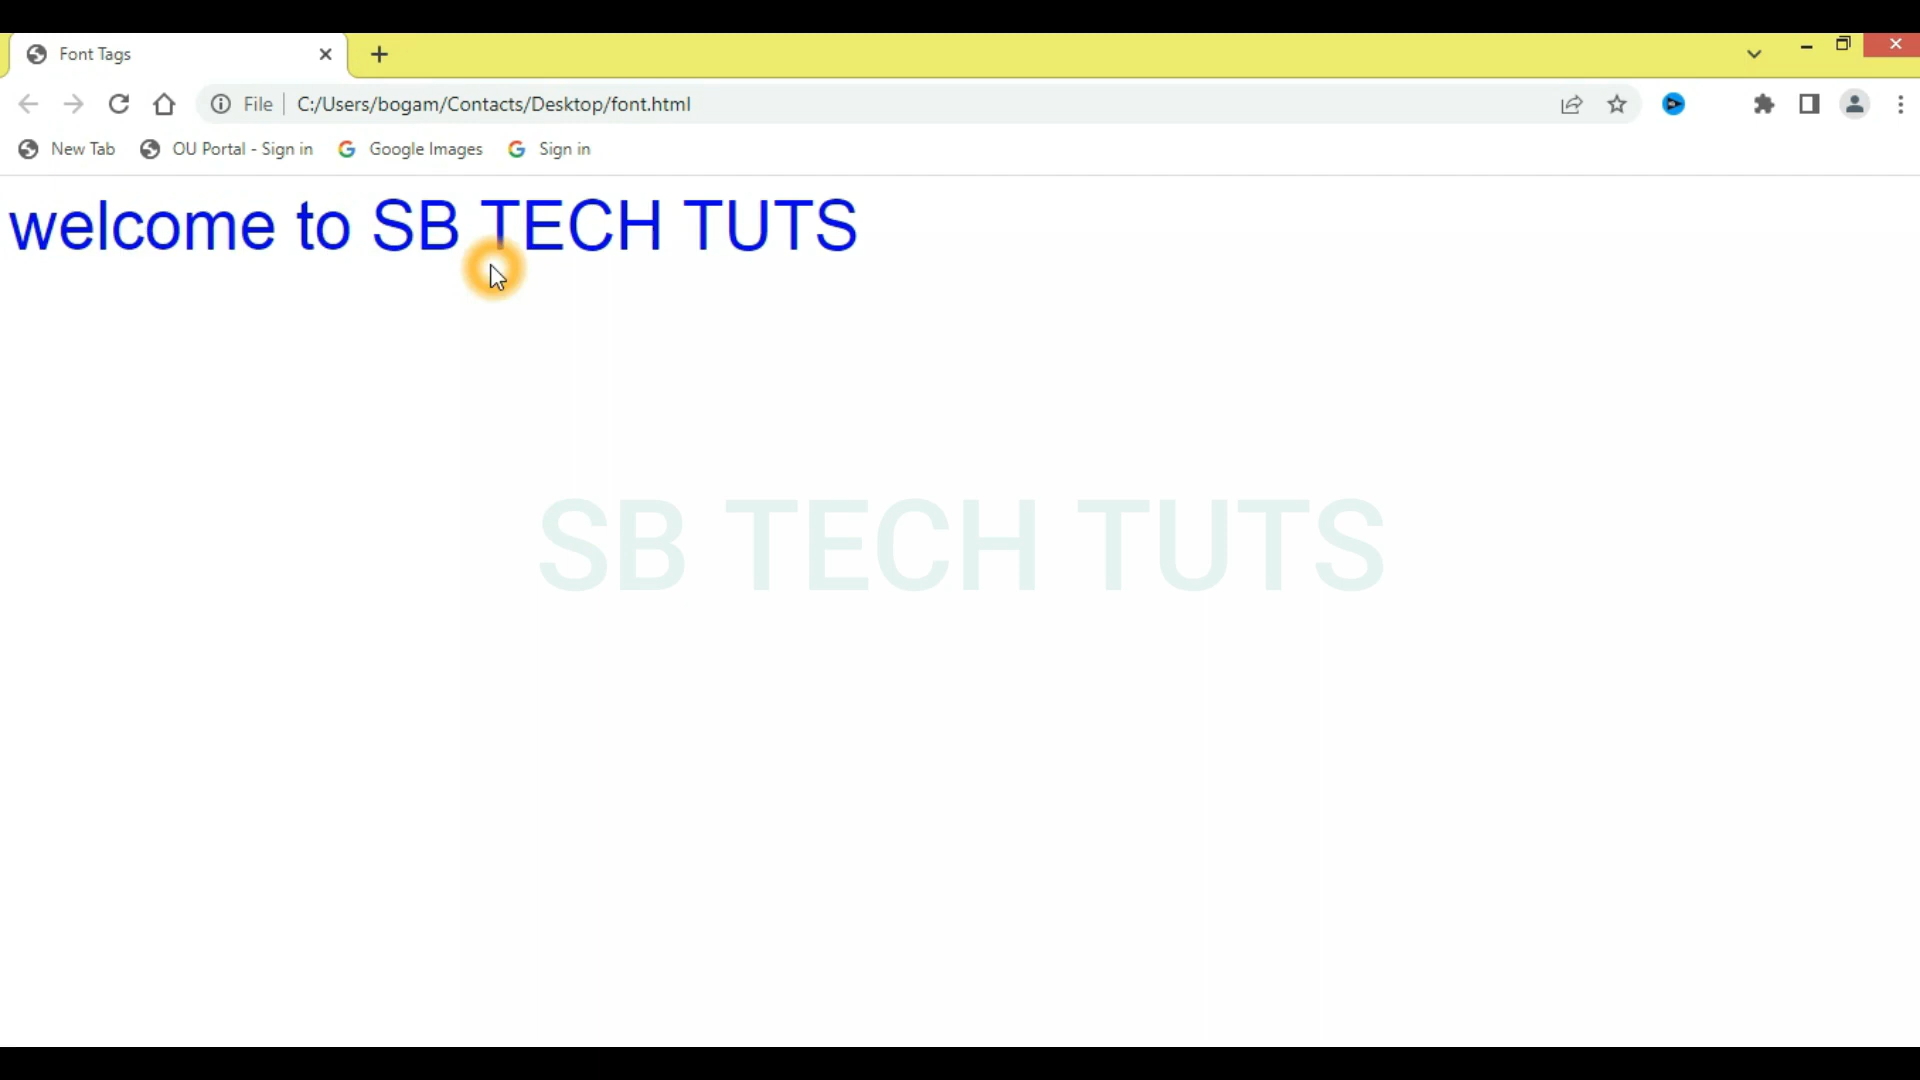 Font Tags
File C:/Users/bogam/Contacts/Desktop/font.html
New Tab OU Portal - Sign in Google Images Sign in
welcome to SB TECH TUTS
SB TECH TUTS